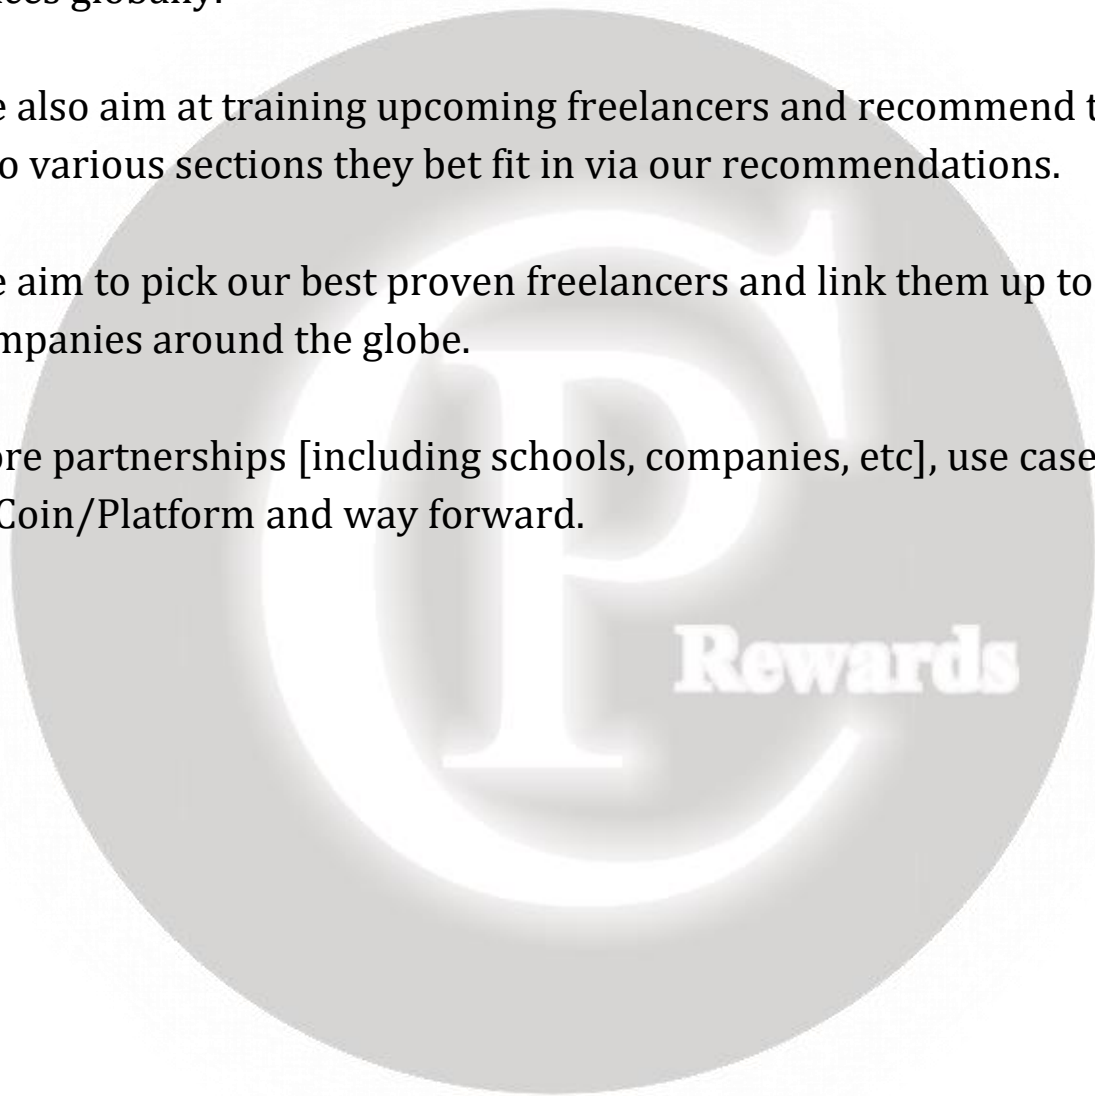 also aim at training upcoming freelancers and recommend
various sections they bet fit in via our recommendations.
aim to pick our best proven freelancers and link them up to
around the globe.
partnerships [including schools, companies, etc], use case
Coin/Platform and way forward.
CP
Rewards